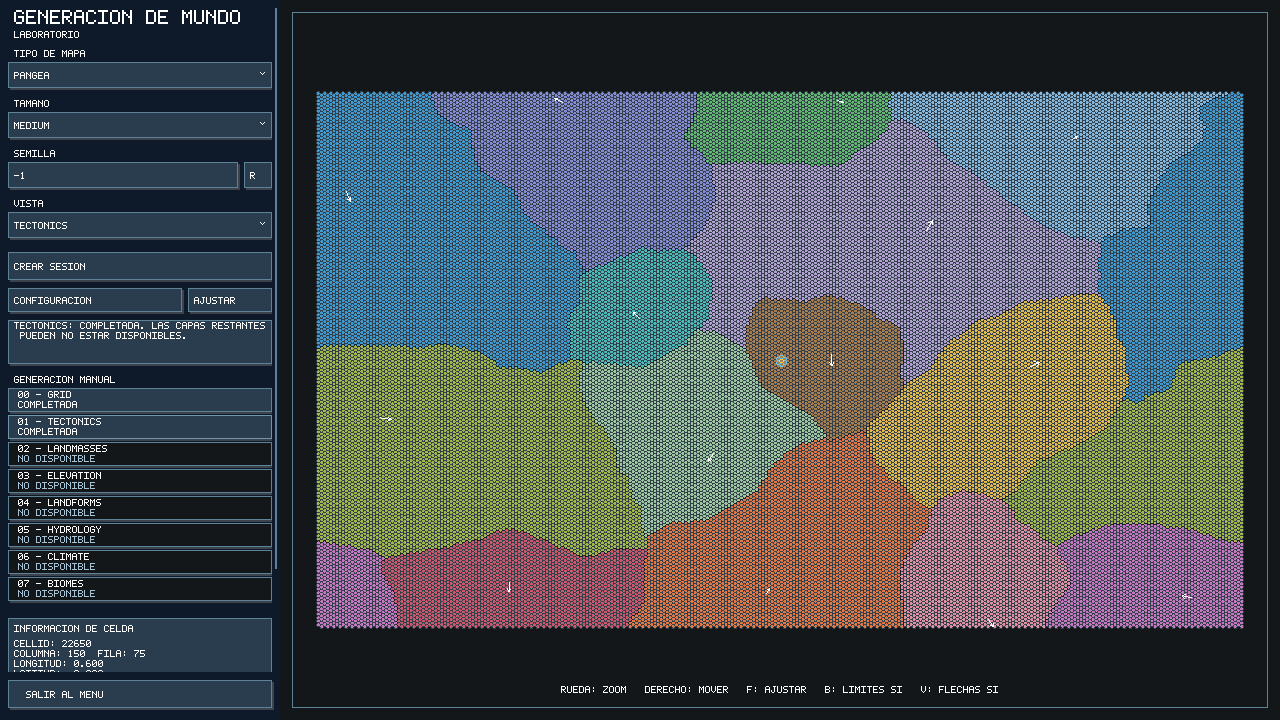 GENERACION DE MUNDO
LABORATORIO
TIPO DE MAPA
PANGEA
TAMANO
MEDIUM
SEMILLA
-1 R
VISTA
TECTONICS
CREAR SESION
CONFIGURACION AJUSTAR
TECTONICS: COMPLETADA. LAS CAPAS RESTANTES
PUEDEN NO ESTAR DISPONIBLES.
GENERACION MANUAL
00 - GRID
COMPLETADA
01 - TECTONICS
COMPLETADA
02 - LANDMASSES
NO DISPONIBLE
03 - ELEVATION
NO DISPONIBLE
04 - LANDFORMS
NO DISPONIBLE
05 - HYDROLOGY
NO DISPONIBLE
06 - CLIMATE
NO DISPONIBLE
07 - BIOMES
NO DISPONIBLE
INFORMACION DE CELDA
CELLID: 22650
COLUMNA: 150 FILA: 75
LONGITUD: 0.600
SALIR AL MENU
RUEDA: ZOOM DERECHO: MOVER F: AJUSTAR B: LIMITES SI V: FLECHAS SI